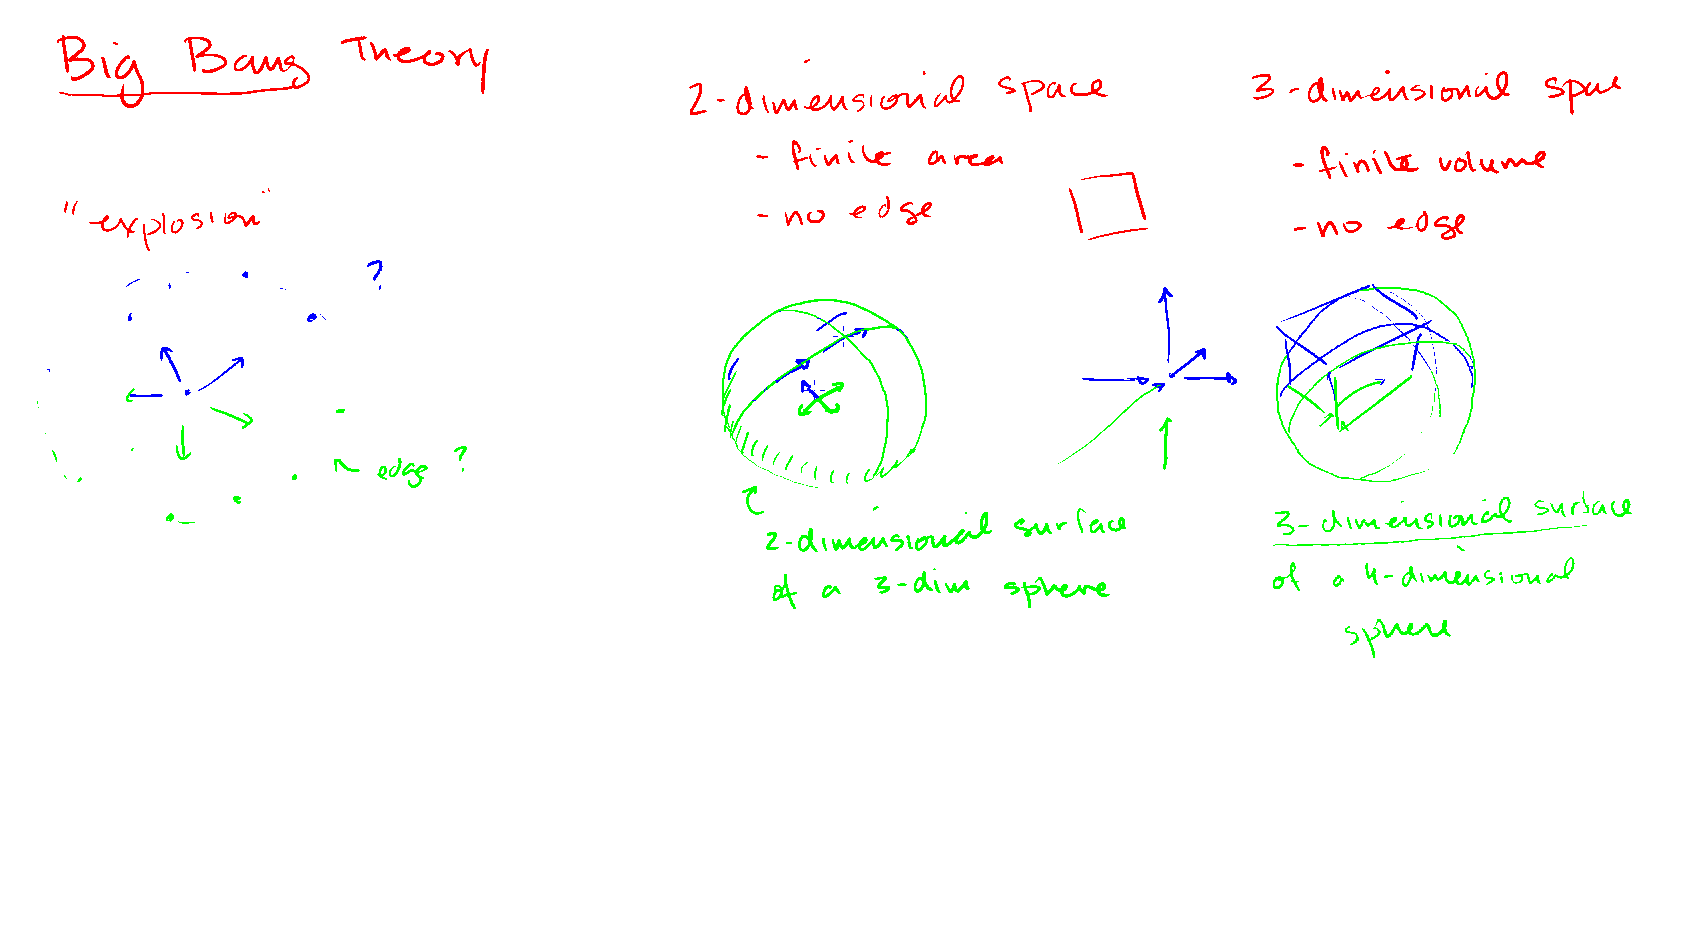 Big Bang Theory
"explosion"
?
edge ?
2-dimensional space
- finite area
- no edge
2-dimensional surface
of a 3-dim sphere
3-dimensional space
- finite volume
- no edge
3-dimensional surface
of a 4-dimensional
sphere